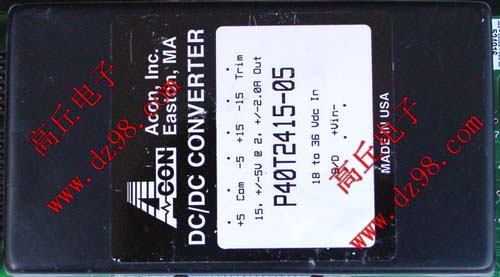 ACON
Acon, Inc.
Easton, MA
DC/DC CONVERTER
+5 Com -5 +15 -15 Trim
15, +/-5V @ 2, +/-2.0A Out
P40T2415-05
18 to 36 Vdc In
+Vin-
MADE IN USA
高丘电子
www.dz98.com
高丘电子
www.dz98.com